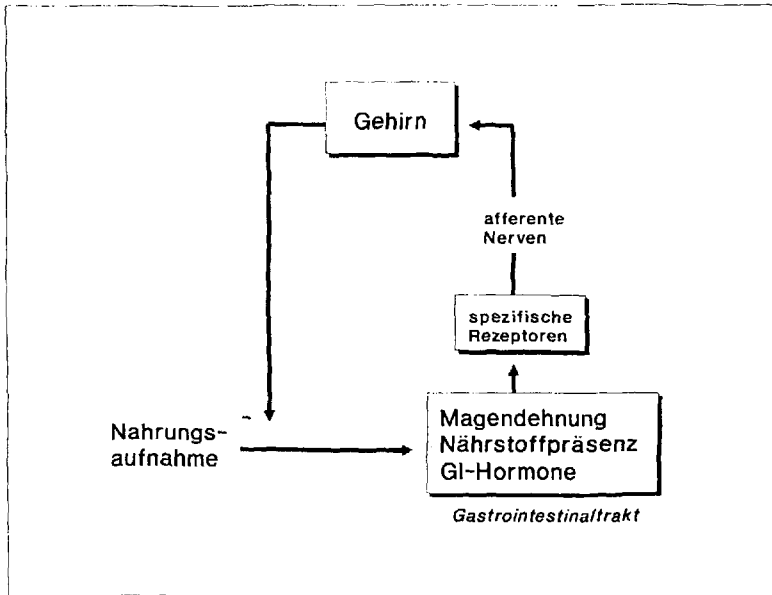 Gehirn
afferente
Nerven
spezifische
Rezeptoren
Magendehnung
Nährstoffpräsenz
GI-Hormone
Nahrungs-
aufnahme
Gastrointestinaltrakt